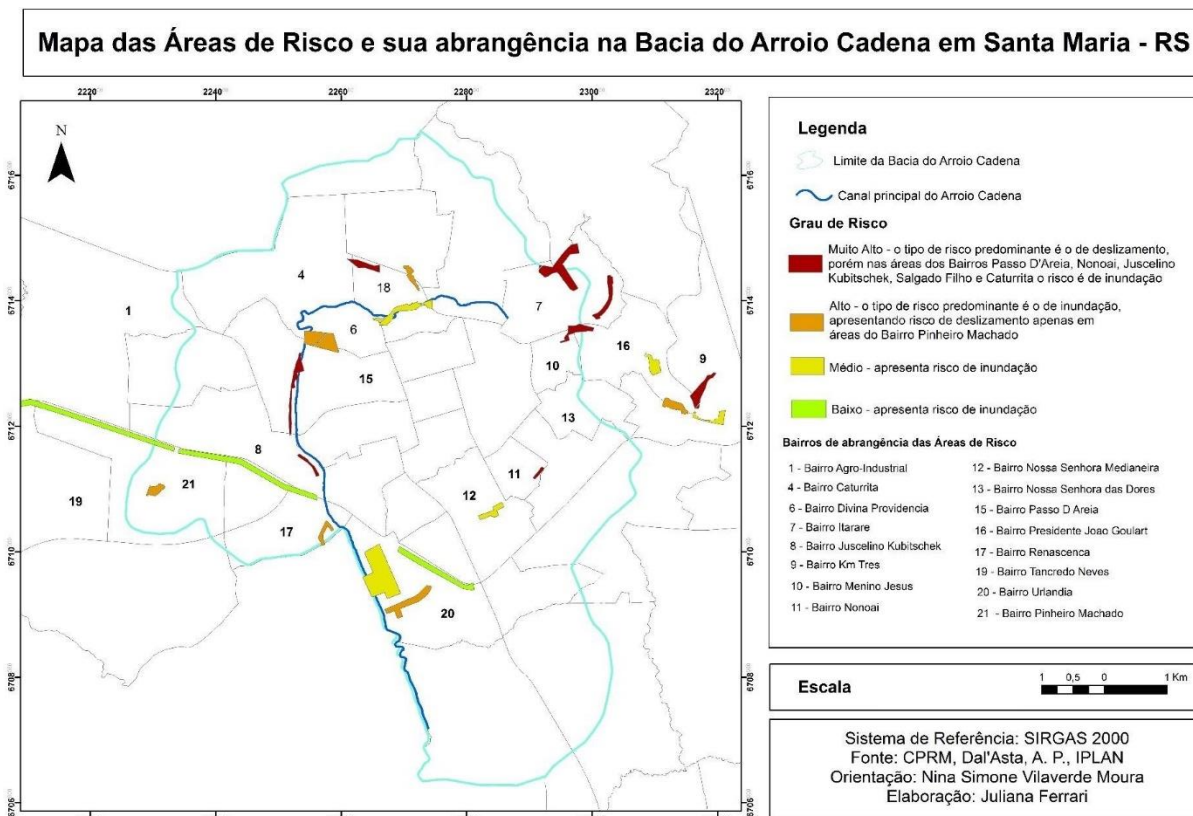 Mapa das Áreas de Risco e sua abrangência na Bacia do Arroio Cadena em Santa Maria - RS
2220 2240 2260 2280 2300 2320
N
6716
6714
6712
6710
6708
6706
4
18
7
1
6
16
9
15
10
13
8
11
12
21
19
17
20
Legenda
Limite da Bacia do Arroio Cadena
Canal principal do Arroio Cadena
Grau de Risco
Muito Alto - o tipo de risco predominante é o de deslizamento,
porém nas áreas dos Bairros Passo D'Areia, Nonoai, Juscelino
Kubitschek, Salgado Filho e Caturrita o risco é de inundação
Alto - o tipo de risco predominante é o de inundação,
apresentando risco de deslizamento apenas em
áreas do Bairro Pinheiro Machado
Médio - apresenta risco de inundação
Baixo - apresenta risco de inundação
Bairros de abrangência das Áreas de Risco
1 - Bairro Agro-Industrial
4 - Bairro Caturrita
6 - Bairro Divina Providencia
7 - Bairro Itarare
8 - Bairro Juscelino Kubitschek
9 - Bairro Km Tres
10 - Bairro Menino Jesus
11 - Bairro Nonoai
12 - Bairro Nossa Senhora Medianeira
13 - Bairro Nossa Senhora das Dores
15 - Bairro Passo D Areia
16 - Bairro Presidente Joao Goulart
17 - Bairro Renascenca
19 - Bairro Tancredo Neves
20 - Bairro Urlandia
21 - Bairro Pinheiro Machado
Escala
1 0,5 0 1 Km
Sistema de Referência: SIRGAS 2000
Fonte: CPRM, Dal'Asta, A. P., IPLAN
Orientação: Nina Simone Vilaverde Moura
Elaboração: Juliana Ferrari